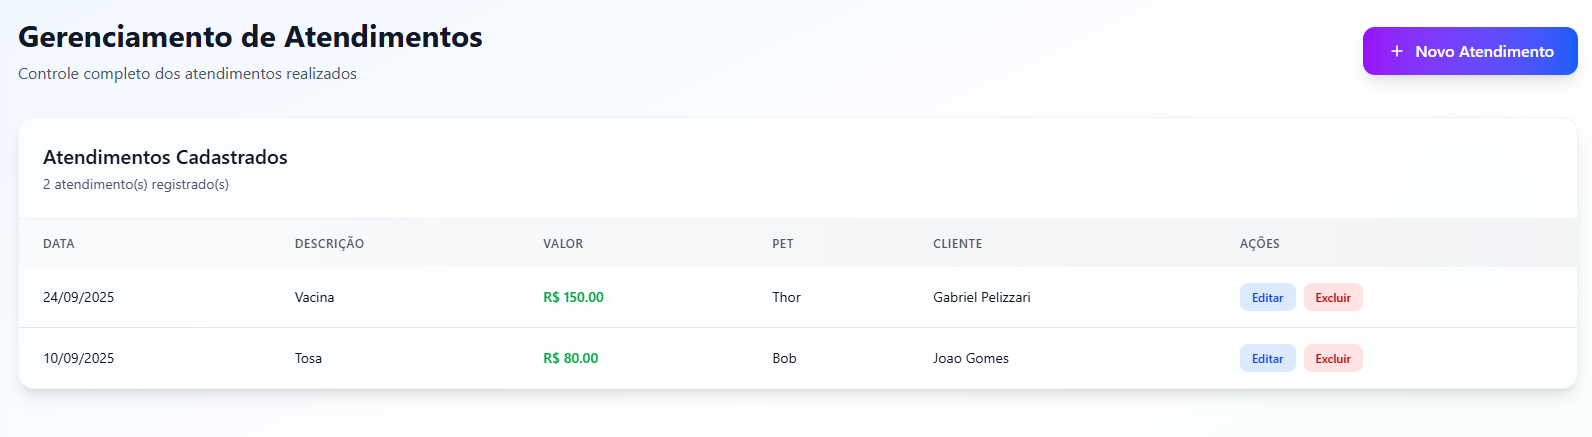 Gerenciamento de Atendimentos
Controle completo dos atendimentos realizados
+ Novo Atendimento
Atendimentos Cadastrados
2 atendimento(s) registrado(s)
DATA DESCRIÇÃO VALOR PET CLIENTE AÇÕES
24/09/2025 Vacina R$ 150.00 Thor Gabriel Pelizzari Editar Excluir
10/09/2025 Tosa R$ 80.00 Bob Joao Gomes Editar Excluir